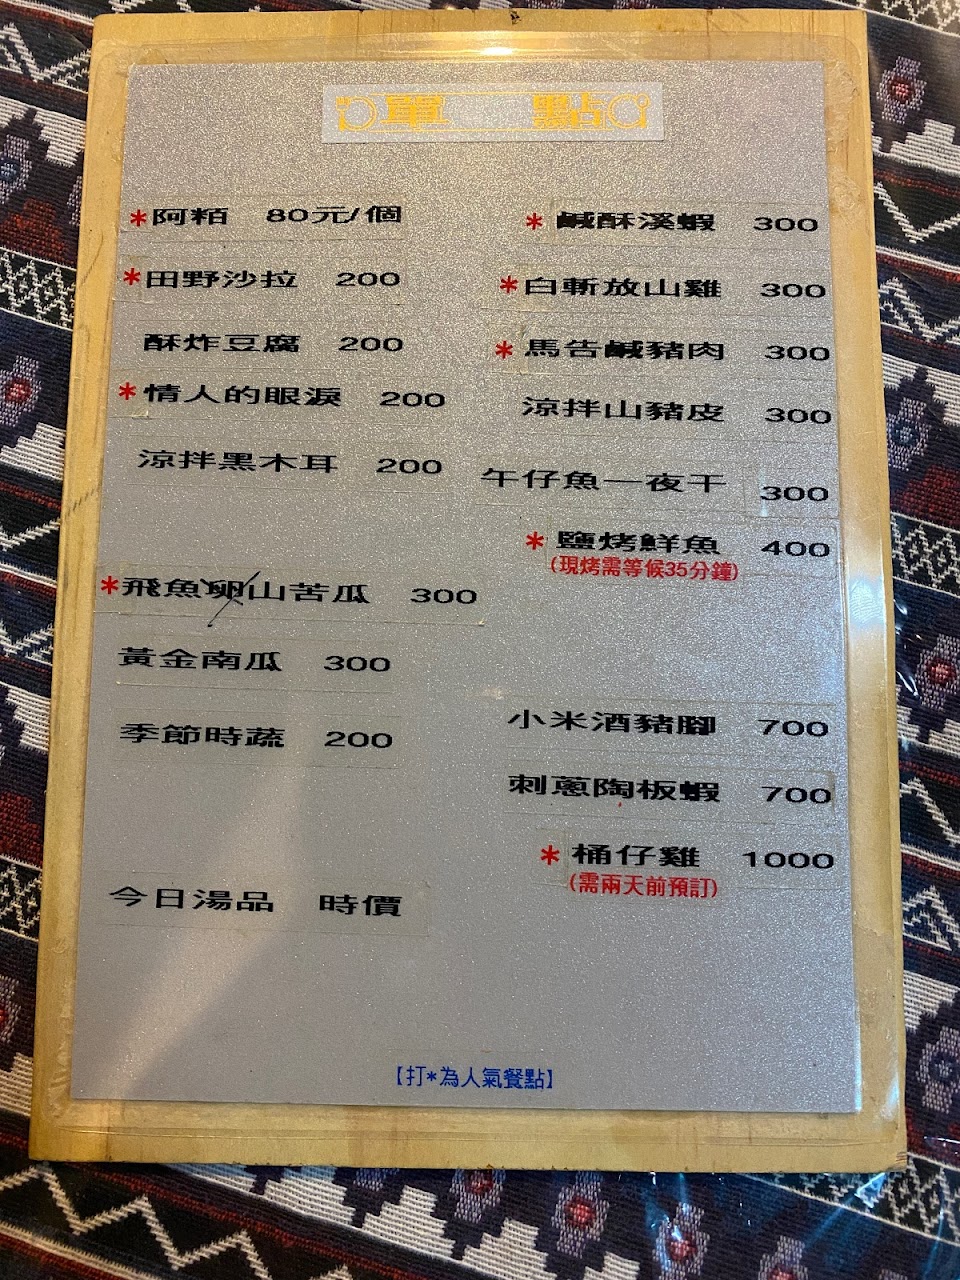 單 點
*阿粨 80元/個
*田野沙拉 200
酥炸豆腐 200
*情人的眼淚 200
涼拌黑木耳 200
*飛魚卵山苦瓜 300
黃金南瓜 300
季節時蔬 200
今日湯品 時價
*鹹酥溪蝦 300
*白斬放山雞 300
*馬告鹹豬肉 300
涼拌山豬皮 300
午仔魚一夜干 300
*鹽烤鮮魚 400
(現烤需等候35分鐘)
小米酒豬腳 700
刺蔥陶板蝦 700
*桶仔雞 1000
(需兩天前預訂)
【打*為人氣餐點】